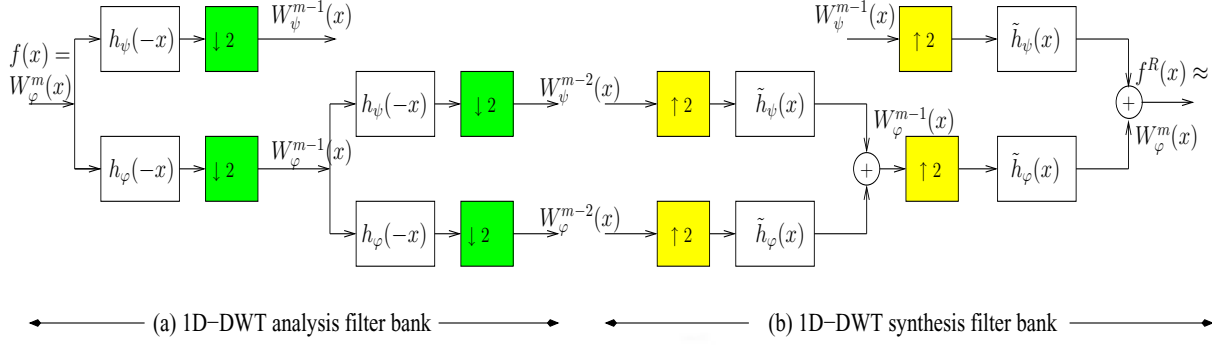 f(x) =
W_φ^m(x)
h_ψ(−x)
↓ 2
W_ψ^{m−1}(x)
h_φ(−x)
↓ 2
W_φ^{m−1}(x)
h_ψ(−x)
↓ 2
W_ψ^{m−2}(x)
h_φ(−x)
↓ 2
W_φ^{m−2}(x)
↑ 2
h̃_ψ(x)
↑ 2
h̃_φ(x)
+
W_φ^{m−1}(x)
W_ψ^{m−1}(x)
↑ 2
h̃_ψ(x)
↑ 2
h̃_φ(x)
+
f^R(x) ≈
W_φ^m(x)
(a) 1D−DWT analysis filter bank
(b) 1D−DWT synthesis filter bank